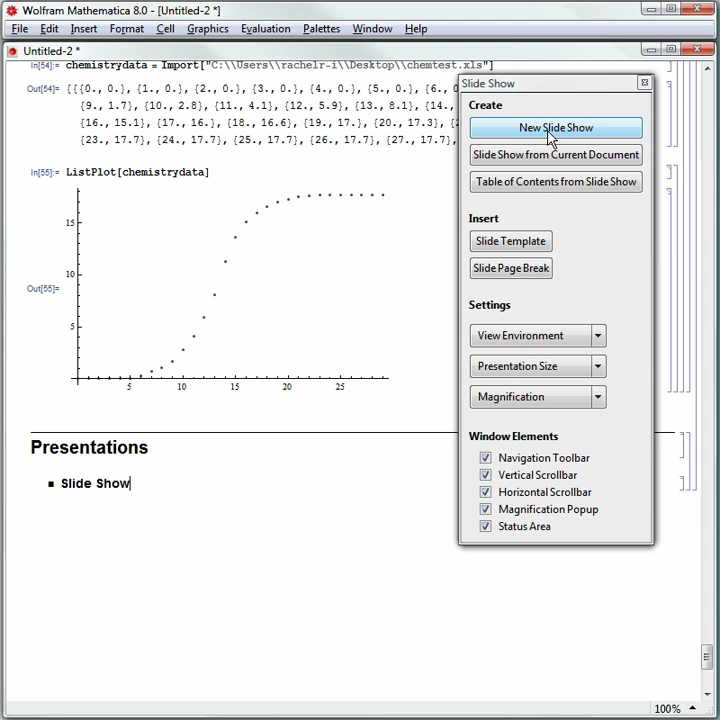 Wolfram Mathematica 8.0 - [Untitled-2 *]
File Edit Insert Format Cell Graphics Evaluation Palettes Window Help
Untitled-2 *
In[54]:= chemistrydata = Import["C:\\Users\\rachelr-i\\Desktop\\chemtest.xls"]
Out[54]= {{{0., 0.}, {1., 0.}, {2., 0.}, {3., 0.}, {4., 0.}, {5., 0.}, {6., 0.
{9., 1.7}, {10., 2.8}, {11., 4.1}, {12., 5.9}, {13., 8.1}, {14.,
{16., 15.1}, {17., 16.}, {18., 16.6}, {19., 17.}, {20., 17.3}, {2
{23., 17.7}, {24., 17.7}, {25., 17.7}, {26., 17.7}, {27., 17.7},
In[55]:= ListPlot[chemistrydata]
Out[55]=
15
10
5
5 10 15 20 25
Presentations
Slide Show
Slide Show
Create
New Slide Show
Slide Show from Current Document
Table of Contents from Slide Show
Insert
Slide Template
Slide Page Break
Settings
View Environment
Presentation Size
Magnification
Window Elements
Navigation Toolbar
Vertical Scrollbar
Horizontal Scrollbar
Magnification Popup
Status Area
100%